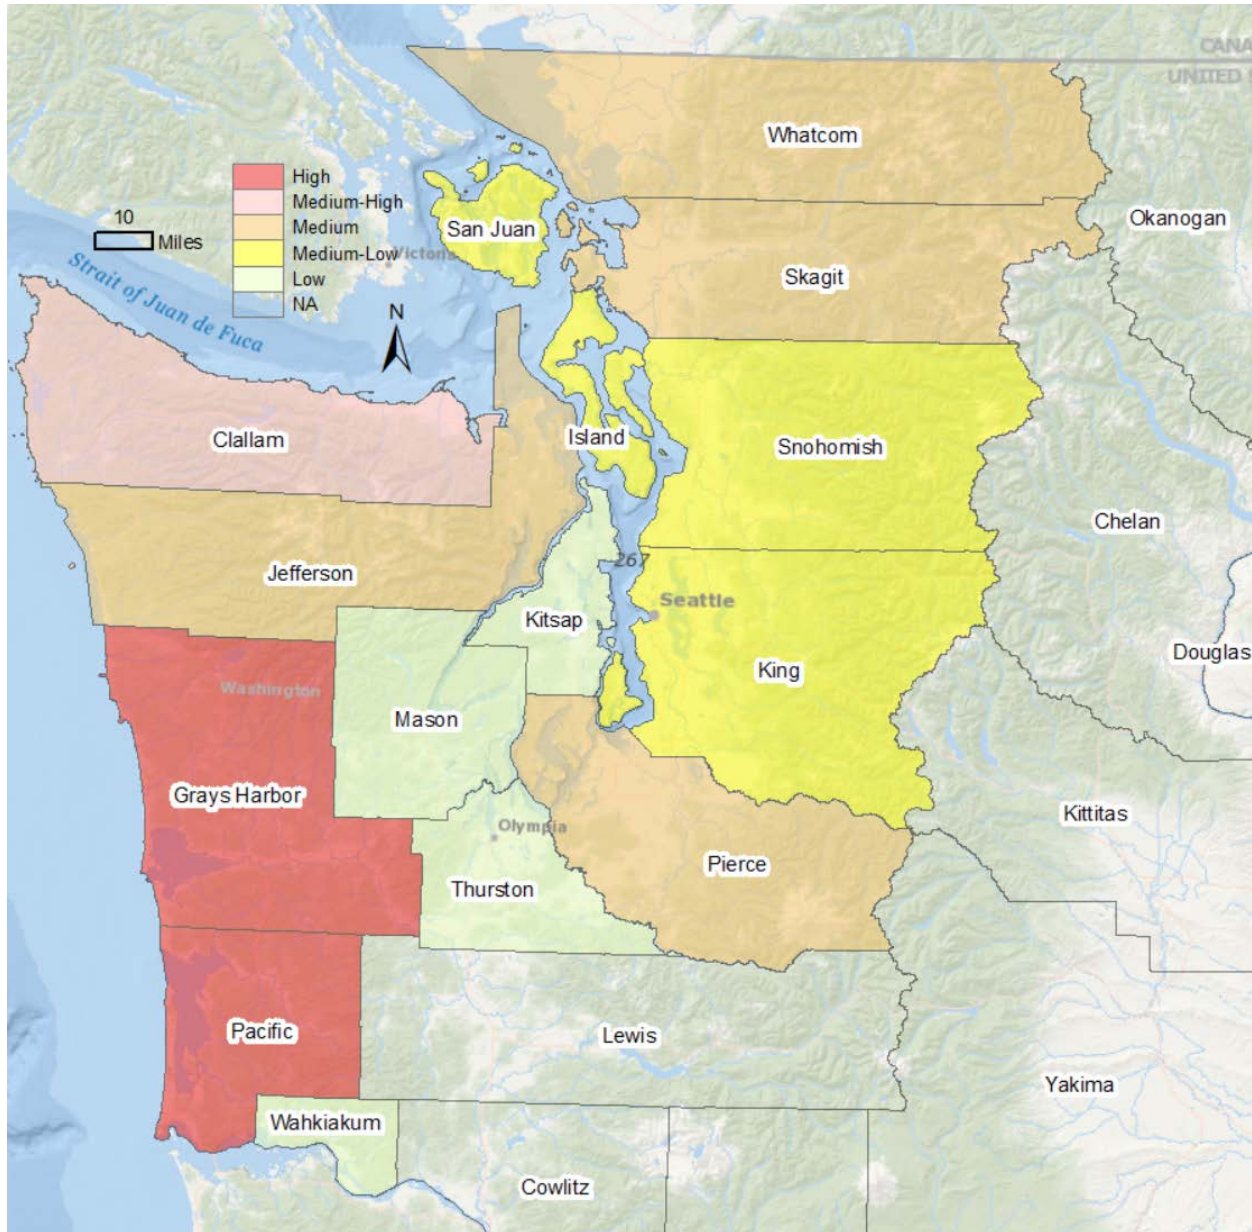 CANA
UNITED
Whatcom
High
Medium-High
Medium
Medium-Low
Low
NA
10
Miles
San Juan
Okanogan
Victoria
Skagit
Strait of Juan de Fuca
N
Clallam
Island
Snohomish
Chelan
Jefferson
267
Seattle
Kitsap
Douglas
King
Washington
Mason
Grays Harbor
Kittitas
Olympia
Pierce
Thurston
Pacific
Lewis
Yakima
Wahkiakum
Cowlitz